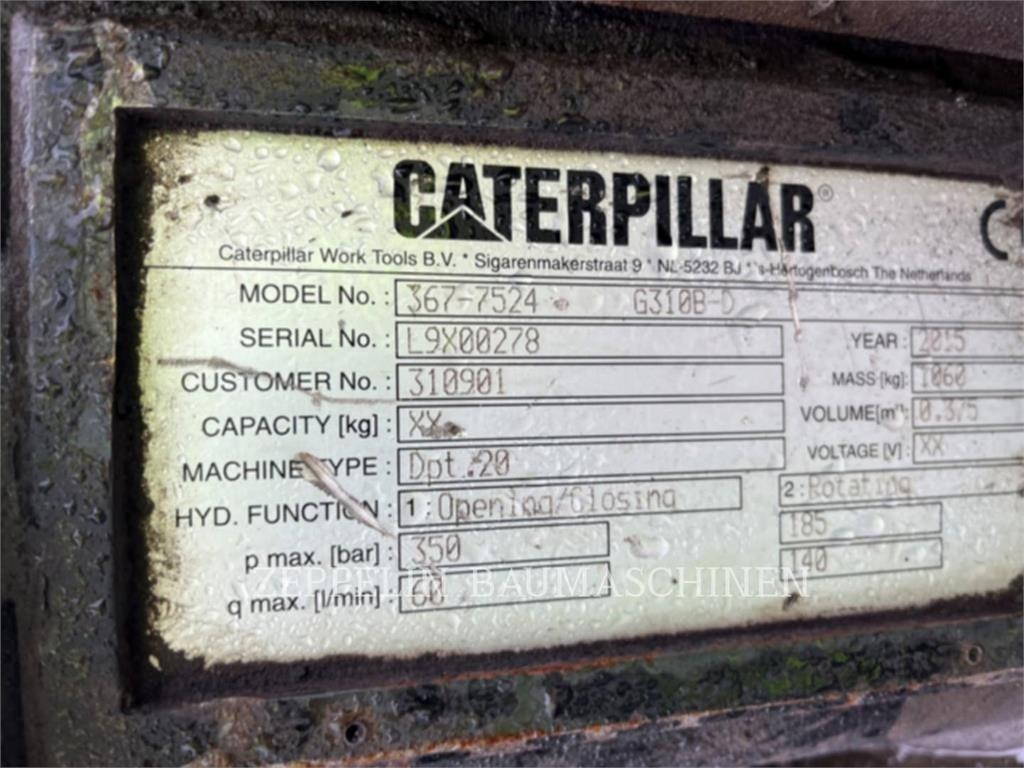 CATERPILLAR®
Caterpillar Work Tools B.V. * Sigarenmakerstraat 9 * NL-5232 BJ * 's-Hertogenbosch The Netherlands
MODEL No. : 367-7524 G310B-D
SERIAL No. : L9X00278 YEAR : 2015
CUSTOMER No. : 310901 MASS [kg]: 1060
CAPACITY [kg] : XX VOLUME[m³]: 0.375
MACHINE TYPE : Dpt.:20 VOLTAGE [V] : XX
HYD. FUNCTION : 1 : Opening/Closing 2 : Rotating
p max. [bar] : 350 185
q max. [l/min] : 60 140
ZEPPELIN BAUMASCHINEN